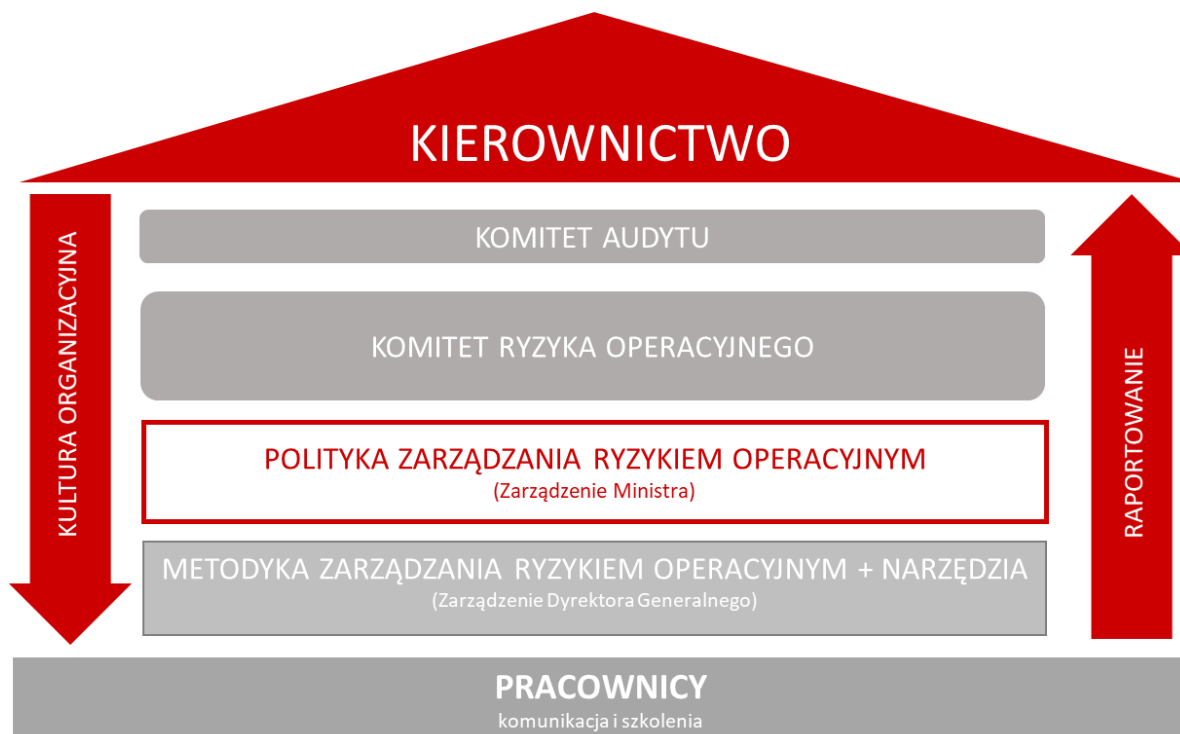 KIEROWNICTWO
KULTURA ORGANIZACYJNA
KOMITET AUDYTU
KOMITET RYZYKA OPERACYJNEGO
POLITYKA ZARZĄDZANIA RYZYKIEM OPERACYJNYM
(Zarządzenie Ministra)
METODYKA ZARZĄDZANIA RYZYKIEM OPERACYJNYM + NARZĘDZIA
(Zarządzenie Dyrektora Generalnego)
RAPORTOWANIE
PRACOWNICY
komunikacja i szkolenia